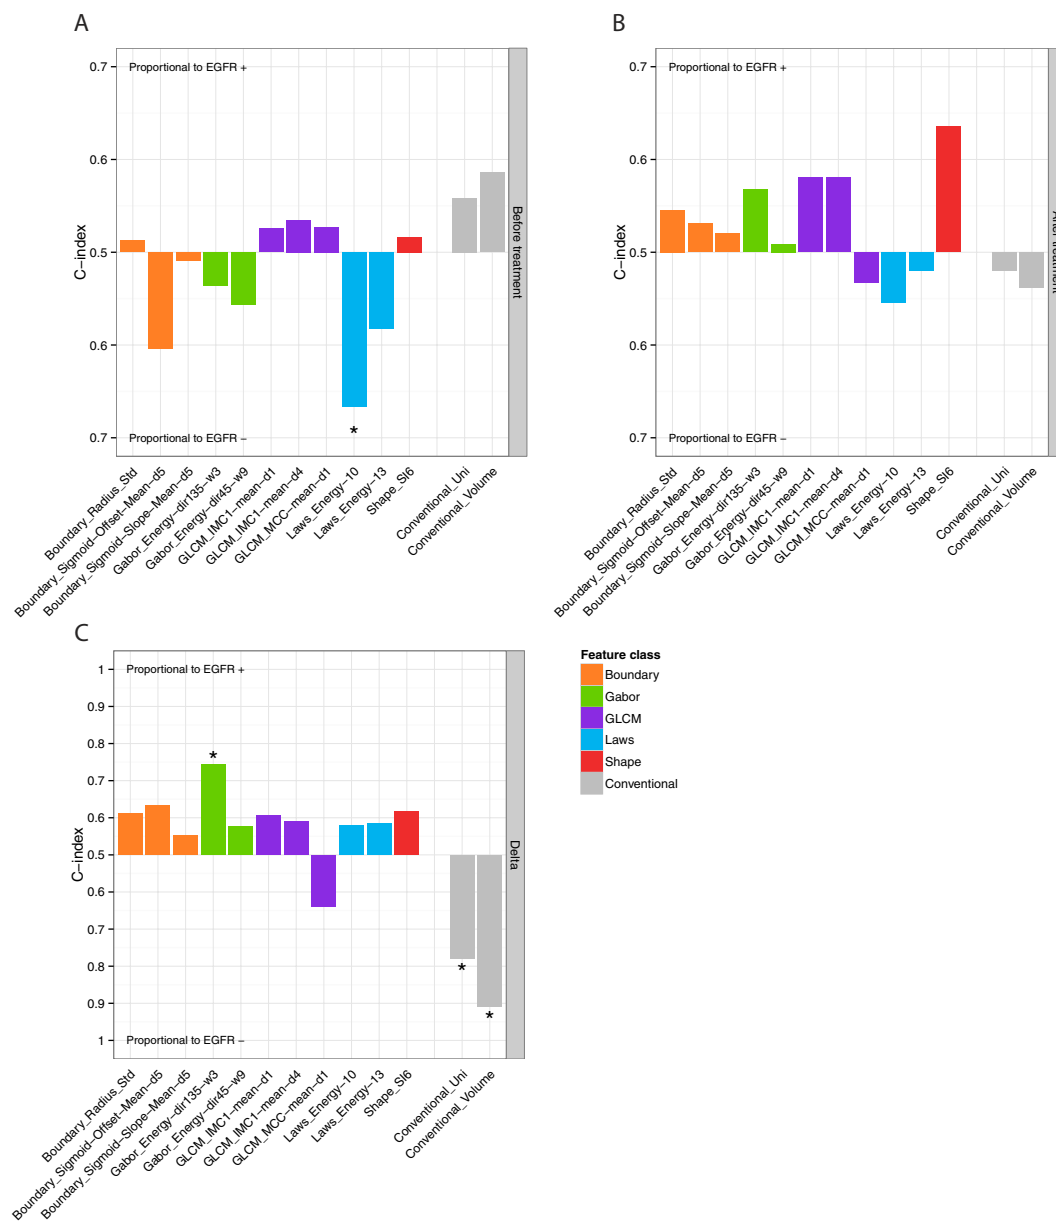 A
0.7
Proportional to EGFR +
0.6
0.5
0.6
0.7
Proportional to EGFR −
C−index
Before treatment
Boundary_Radius_Std
Boundary_Sigmoid−Offset−Mean−d5
Boundary_Sigmoid−Slope−Mean−d5
Gabor_Energy−dir135−w3
Gabor_Energy−dir45−w9
GLCM_IMC1−mean−d1
GLCM_IMC1−mean−d4
GLCM_MCC−mean−d1
Laws_Energy−10
Laws_Energy−13
Shape_SI6
Conventional_Uni
Conventional_Volume
*
B
0.7
Proportional to EGFR +
0.6
0.5
0.6
0.7
Proportional to EGFR −
C−index
Boundary_Radius_Std
Boundary_Sigmoid−Offset−Mean−d5
Boundary_Sigmoid−Slope−Mean−d5
Gabor_Energy−dir135−w3
Gabor_Energy−dir45−w9
GLCM_IMC1−mean−d1
GLCM_IMC1−mean−d4
GLCM_MCC−mean−d1
Laws_Energy−10
Laws_Energy−13
Shape_SI6
Conventional_Uni
Conventional_Volume
C
1
Proportional to EGFR +
0.9
0.8
0.7
0.6
0.5
0.6
0.7
0.8
0.9
1
Proportional to EGFR −
C−index
Delta
*
*
*
Boundary_Radius_Std
Boundary_Sigmoid−Offset−Mean−d5
Boundary_Sigmoid−Slope−Mean−d5
Gabor_Energy−dir135−w3
Gabor_Energy−dir45−w9
GLCM_IMC1−mean−d1
GLCM_IMC1−mean−d4
GLCM_MCC−mean−d1
Laws_Energy−10
Laws_Energy−13
Shape_SI6
Conventional_Uni
Conventional_Volume
Feature class
Boundary
Gabor
GLCM
Laws
Shape
Conventional